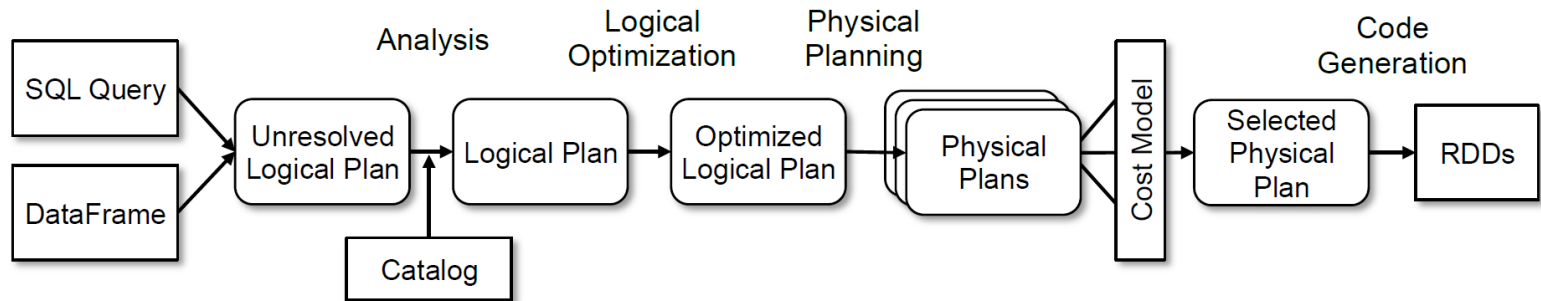 Analysis
Logical
Optimization
Physical
Planning
Code
Generation
SQL Query
DataFrame
Unresolved
Logical Plan
Catalog
Logical Plan
Optimized
Logical Plan
Physical
Plans
Cost Model
Selected
Physical
Plan
RDDs